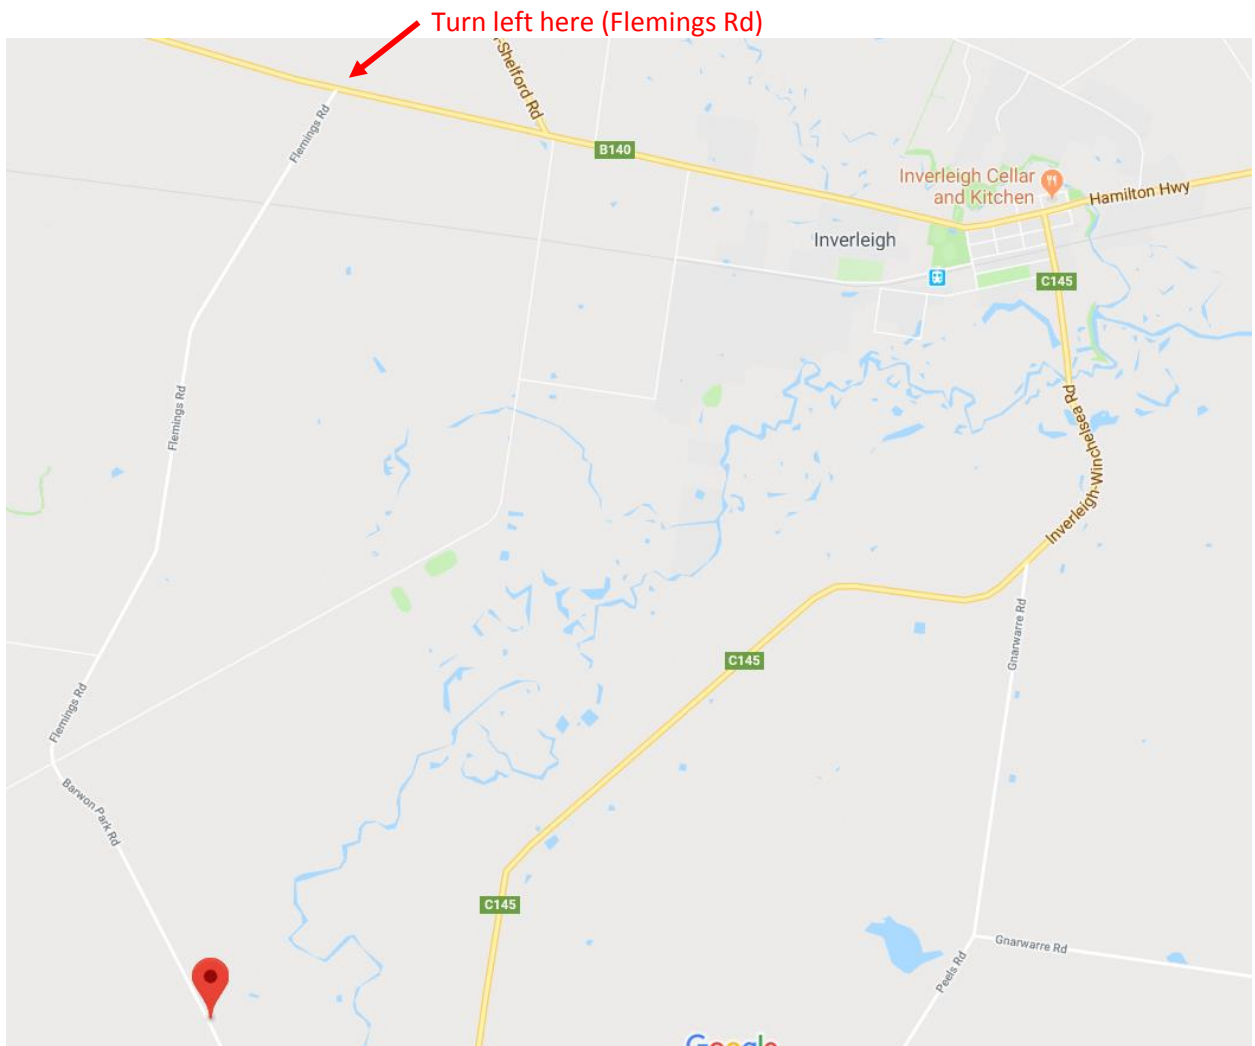 Turn left here (Flemings Rd)
-Shelford Rd
Flemings Rd
B140
Inverleigh Cellar
and Kitchen
Hamilton Hwy
Inverleigh
C145
Flemings Rd
Inverleigh-Winchelsea Rd
Gnarwarre Rd
C145
Flemings Rd
Barwon Park Rd
C145
Gnarwarre Rd
Peels Rd
Google